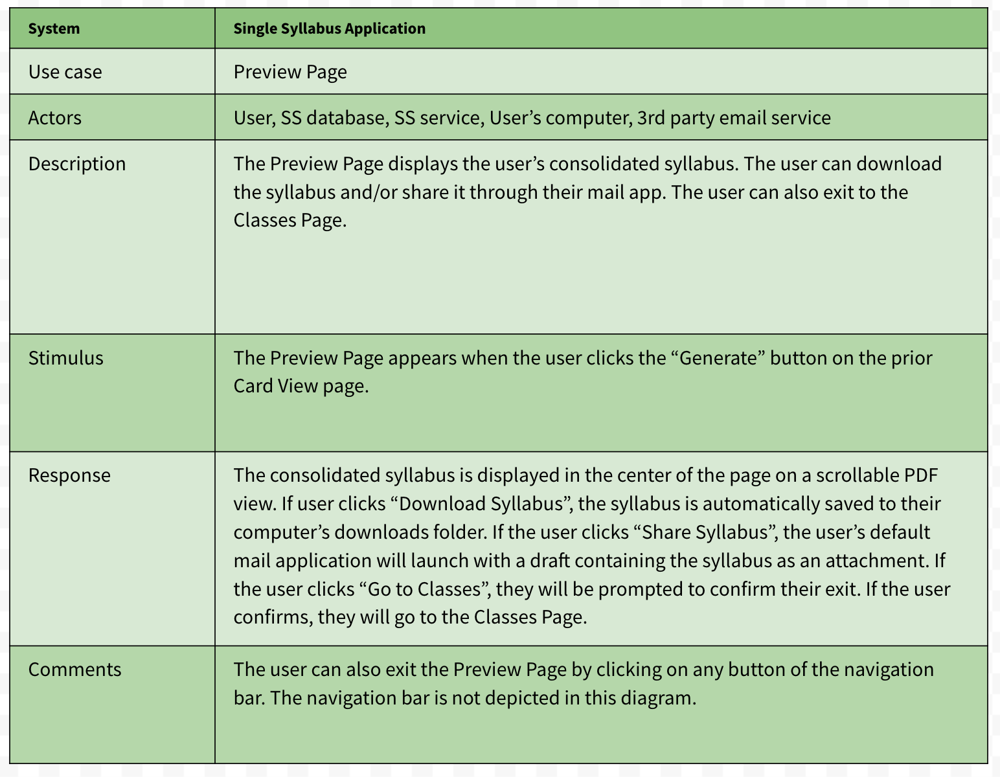 System
Single Syllabus Application
Use case
Preview Page
Actors
User, SS database, SS service, User’s computer, 3rd party email service
Description
The Preview Page displays the user’s consolidated syllabus. The user can download
the syllabus and/or share it through their mail app. The user can also exit to the
Classes Page.
Stimulus
The Preview Page appears when the user clicks the “Generate” button on the prior
Card View page.
Response
The consolidated syllabus is displayed in the center of the page on a scrollable PDF
view. If user clicks “Download Syllabus”, the syllabus is automatically saved to their
computer’s downloads folder. If the user clicks “Share Syllabus”, the user’s default
mail application will launch with a draft containing the syllabus as an attachment. If
the user clicks “Go to Classes”, they will be prompted to confirm their exit. If the user
confirms, they will go to the Classes Page.
Comments
The user can also exit the Preview Page by clicking on any button of the navigation
bar. The navigation bar is not depicted in this diagram.